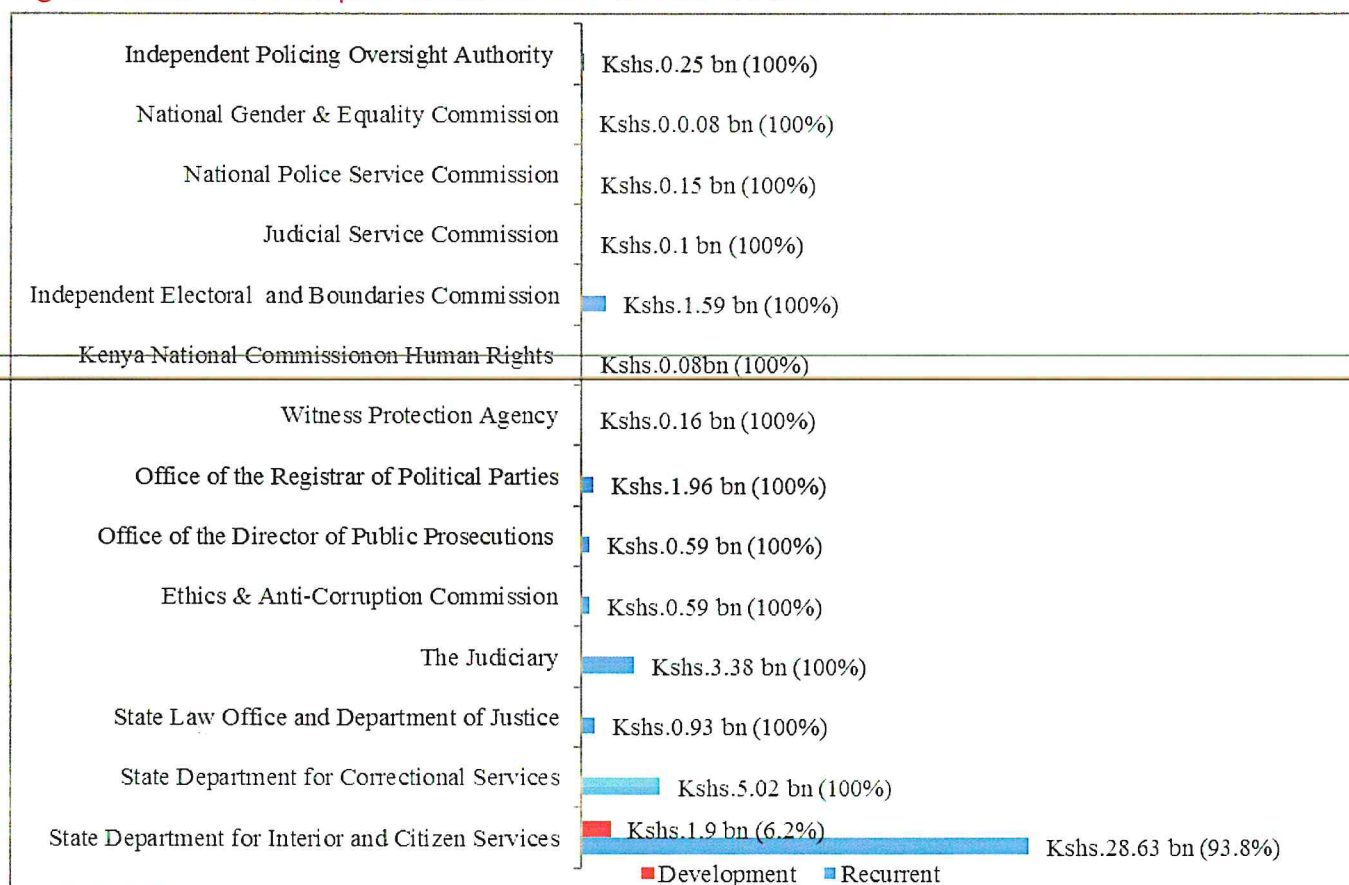 Independent Policing Oversight Authority Kshs.0.25 bn (100%)
National Gender & Equality Commission Kshs.0.0.08 bn (100%)
National Police Service Commission Kshs.0.15 bn (100%)
Judicial Service Commission Kshs.0.1 bn (100%)
Independent Electoral and Boundaries Commission Kshs.1.59 bn (100%)
Kenya National Commissionon Human Rights Kshs.0.08bn (100%)
Witness Protection Agency Kshs.0.16 bn (100%)
Office of the Registrar of Political Parties Kshs.1.96 bn (100%)
Office of the Director of Public Prosecutions Kshs.0.59 bn (100%)
Ethics & Anti-Corruption Commission Kshs.0.59 bn (100%)
The Judiciary Kshs.3.38 bn (100%)
State Law Office and Department of Justice Kshs.0.93 bn (100%)
State Department for Correctional Services Kshs.5.02 bn (100%)
State Department for Interior and Citizen Services Kshs.1.9 bn (6.2%)
Kshs.28.63 bn (93.8%)
Development Recurrent